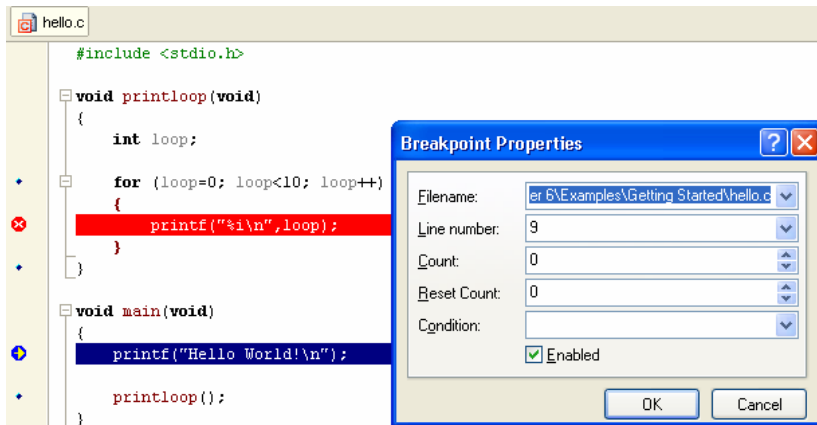 hello.c
#include <stdio.h>
void printloop(void)
{
int loop;
for (loop=0; loop<10; loop++)
{
printf("%i\n",loop);
}
}
void main(void)
{
printf("Hello World!\n");
printloop();
}
Breakpoint Properties
Filename: er 6\Examples\Getting Started\hello.c
Line number: 9
Count: 0
Reset Count: 0
Condition:
Enabled
OK Cancel